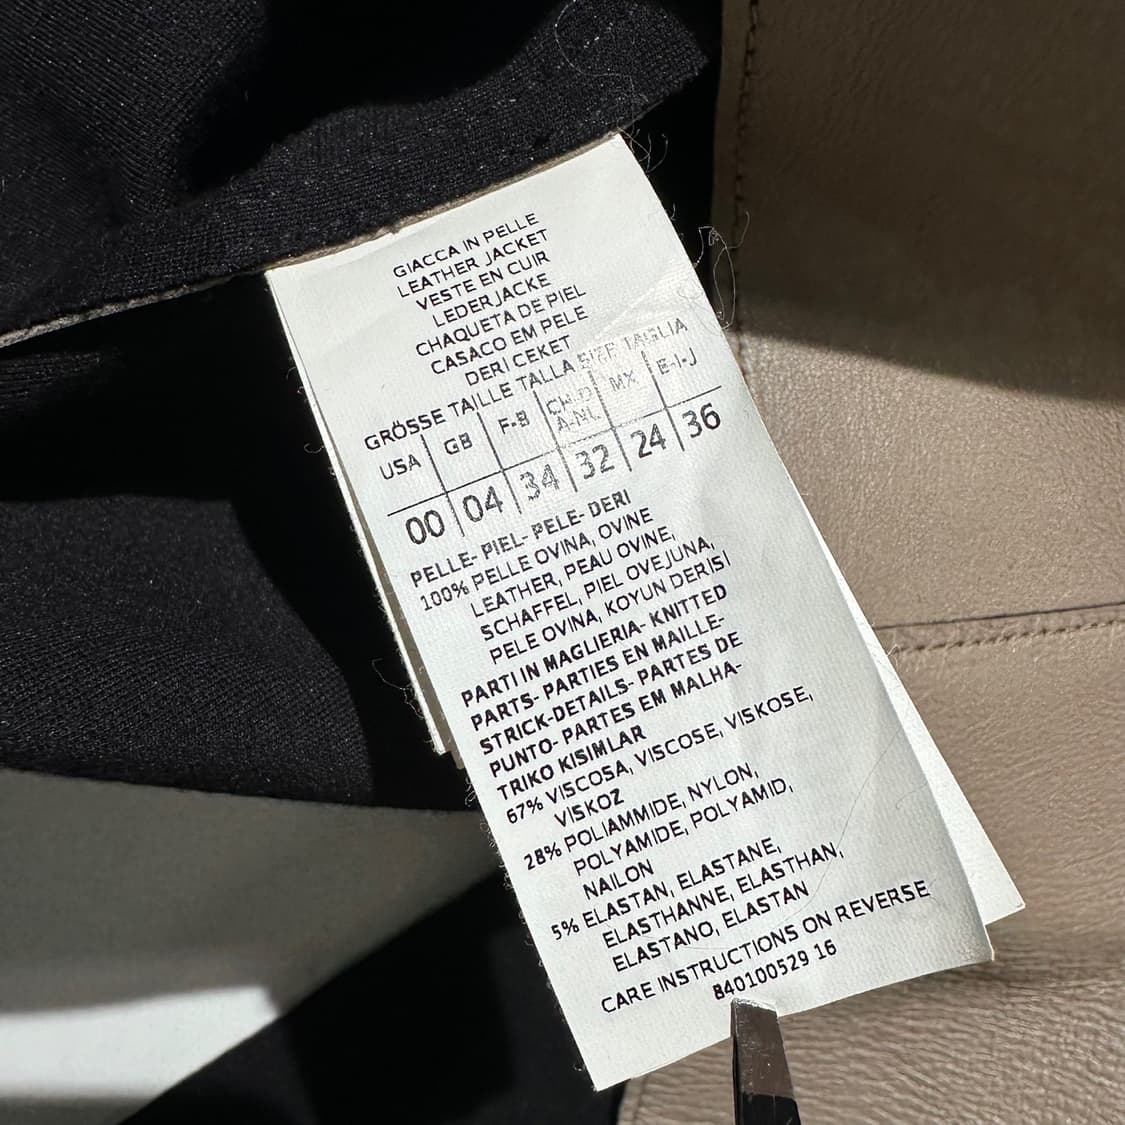 GIACCA IN PELLE
LEATHER JACKET
VESTE EN CUIR
LEDERJACKE
CHAQUETA DE PIEL
CASACO EM PELE
DERI CEKET
GRÖSSE TAILLE TALLA SIZE TAGLIA
USA GB F-B CH-D A-NL MX E-I-J
00 04 34 32 24 36
PELLE- PIEL- PELE- DERI
100% PELLE OVINA, OVINE
LEATHER, PEAU OVINE,
SCHAFFEL, PIEL OVEJUNA,
PELE OVINA, KOYUN DERISI
PARTI IN MAGLIERIA- KNITTED
PARTS- PARTIES EN MAILLE-
STRICK-DETAILS- PARTES DE
PUNTO- PARTES EM MALHA-
TRIKO KISIMLAR
67% VISCOSA, VISCOSE, VISKOSE,
VISKOZ
28% POLIAMMIDE, NYLON,
POLYAMIDE, POLYAMID,
NAILON
5% ELASTAN, ELASTANE,
ELASTHANNE, ELASTHAN,
ELASTANO, ELASTAN
CARE INSTRUCTIONS ON REVERSE
840100529 16